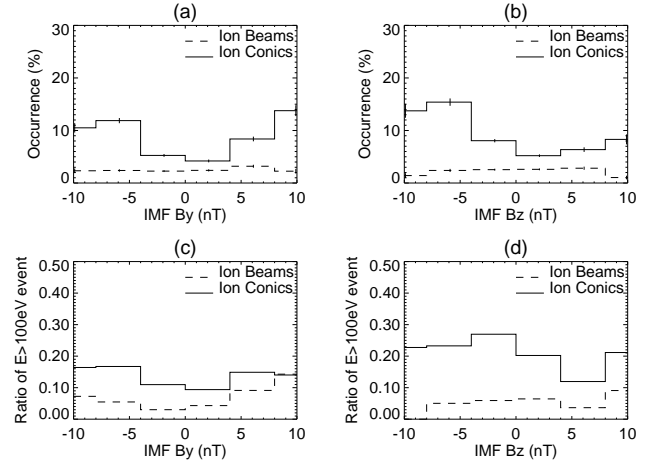 (a)
Occurrence (%)
30
20
10
0
Ion Beams
Ion Conics
-10 -5 0 5 10
IMF By (nT)
(b)
Occurrence (%)
30
20
10
0
Ion Beams
Ion Conics
-10 -5 0 5 10
IMF Bz (nT)
(c)
Ratio of E>100eV event
0.50
0.40
0.30
0.20
0.10
0.00
Ion Beams
Ion Conics
-10 -5 0 5 10
IMF By (nT)
(d)
Ratio of E>100eV event
0.50
0.40
0.30
0.20
0.10
0.00
Ion Beams
Ion Conics
-10 -5 0 5 10
IMF Bz (nT)